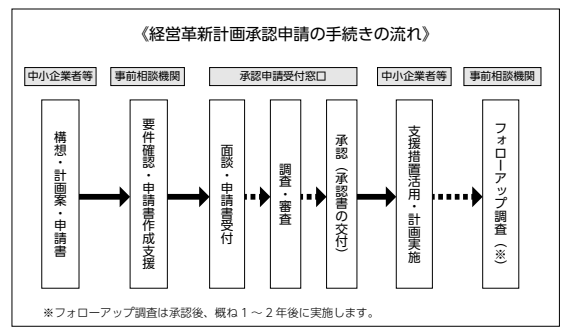 《経営革新計画承認申請の手続きの流れ》
中小企業者等
事前相談機関
承認申請受付窓口
中小企業者等
事前相談機関
構想・計画案・申請書
要件確認・申請書作成支援
面談・申請書受付
調査・審査
承認（承認書の交付）
支援措置活用・計画実施
フォローアップ調査（※）
※フォローアップ調査は承認後、概ね1～2年後に実施します。